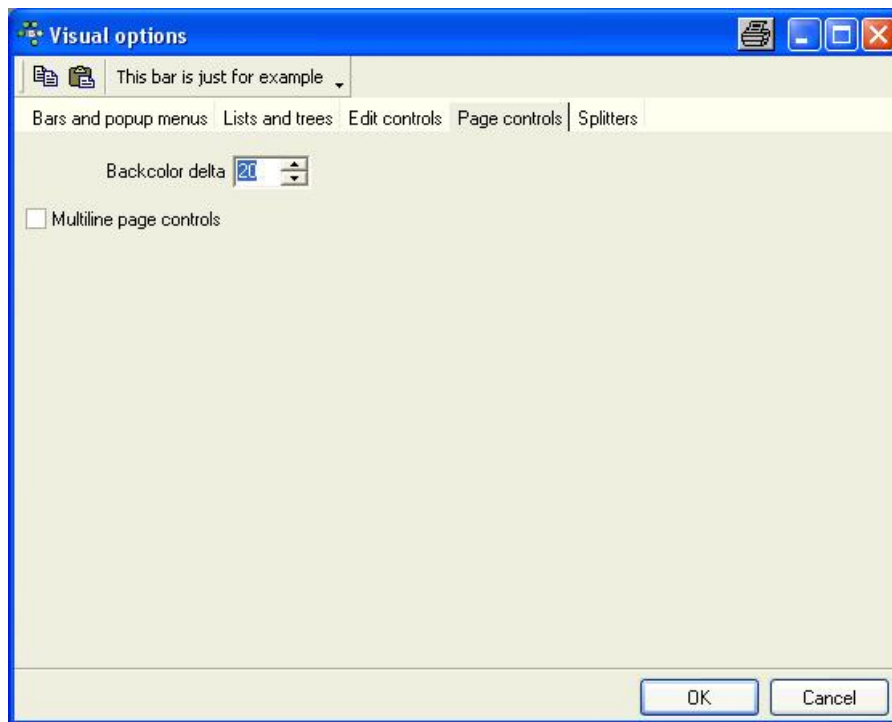 Visual options
This bar is just for example
Bars and popup menus Lists and trees Edit controls Page controls Splitters
Backcolor delta 20
Multiline page controls
OK Cancel